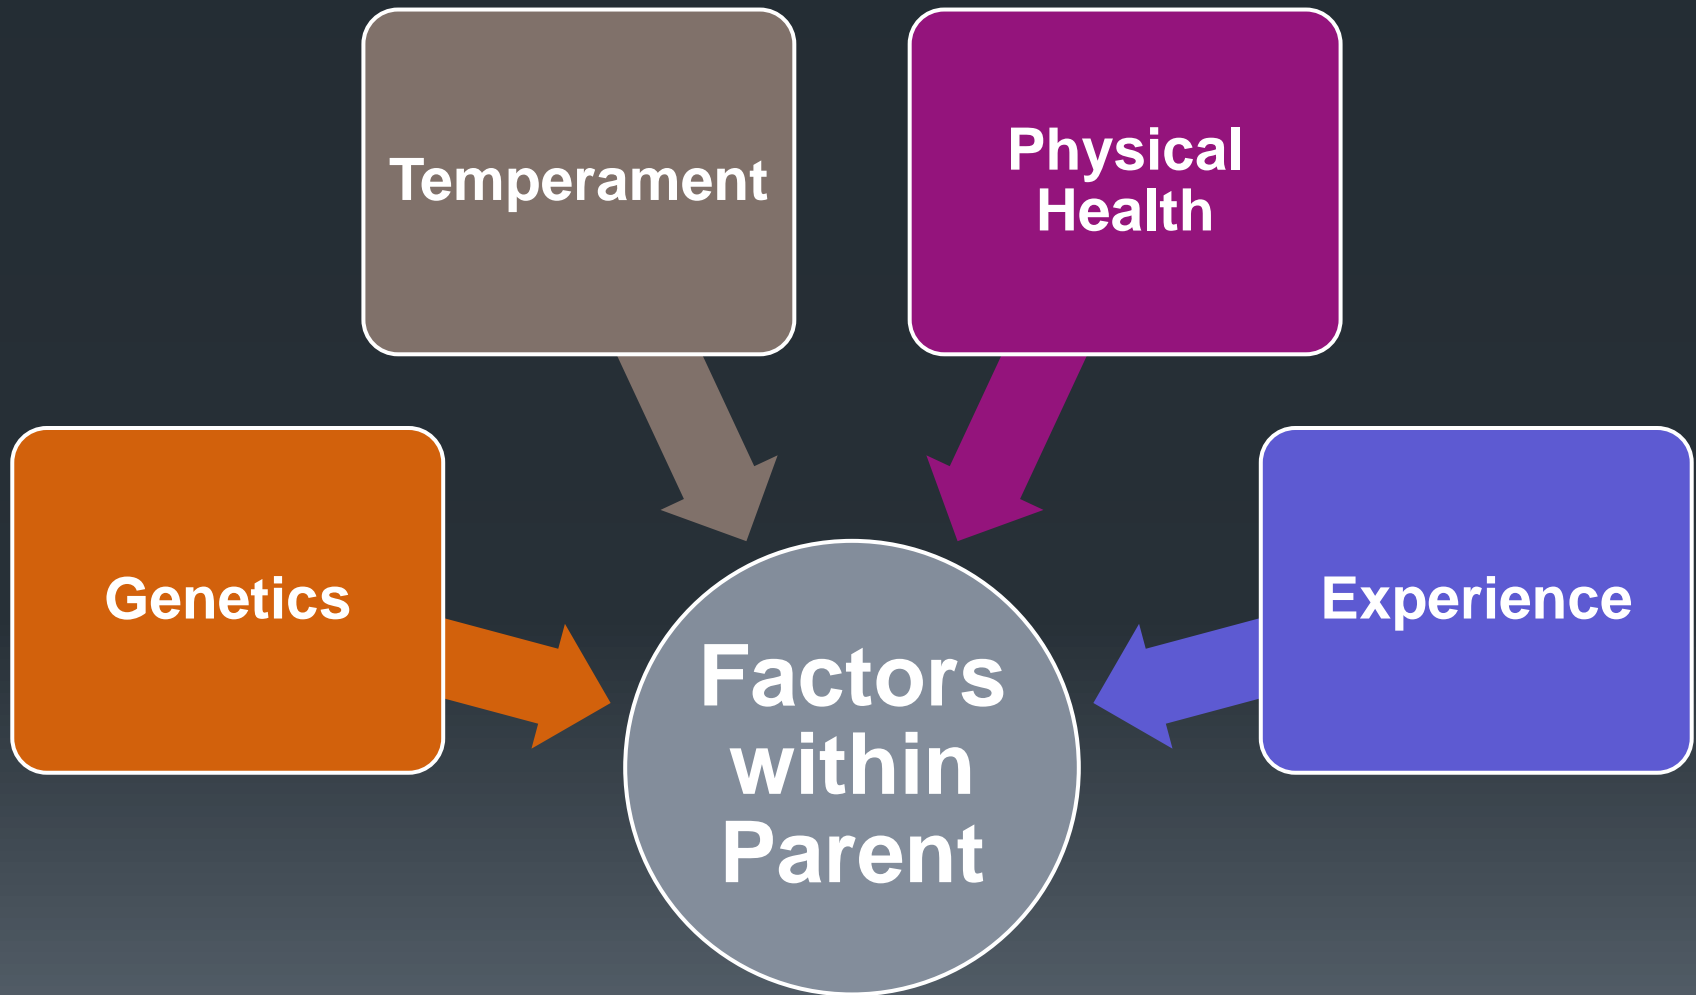 Temperament
Physical
Health
Genetics
Experience
Factors
within
Parent